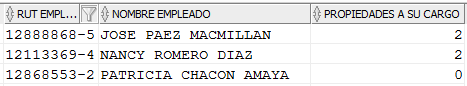 RUT EMPL... NOMBRE EMPLEADO PROPIEDADES A SU CARGO
12888868-5 JOSE PAEZ MACMILLAN 2
12113369-4 NANCY ROMERO DIAZ 2
12868553-2 PATRICIA CHACON AMAYA 0